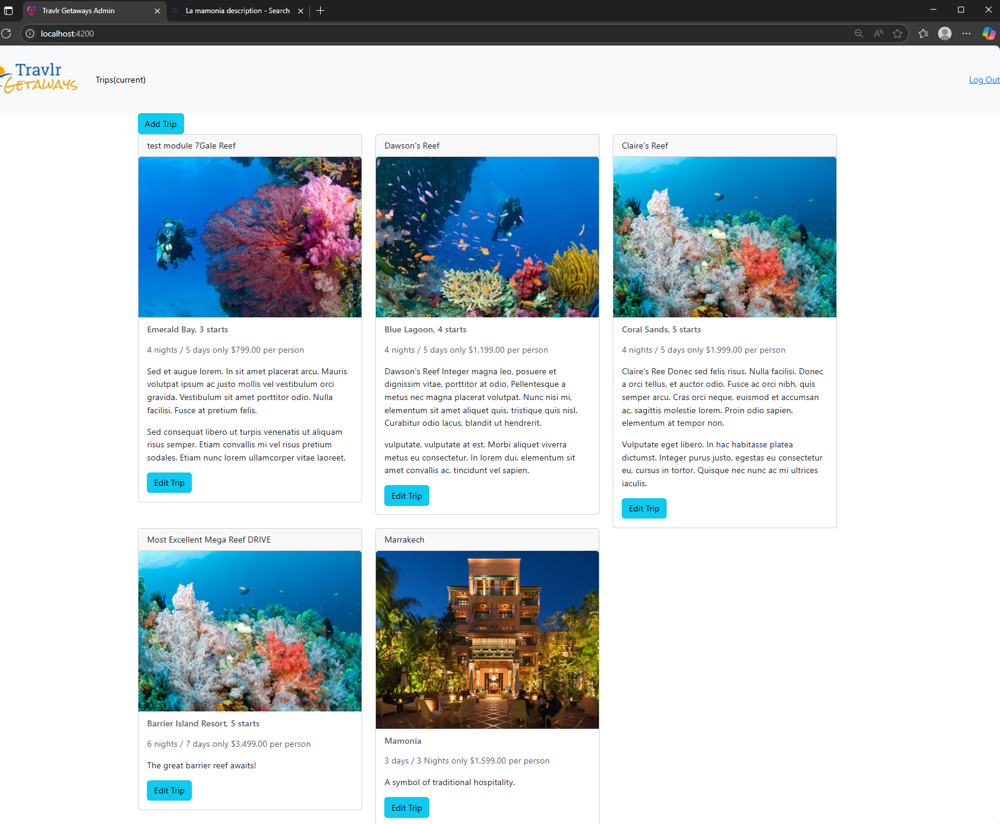 Travlr Getaways Admin
La mamonia description - Search
localhost:4200
Travlr
GETAWAYS
Trips(current)
Log Out
Add Trip
test module 7Gale Reef
Emerald Bay, 3 starts
4 nights / 5 days only $799.00 per person
Sed et augue lorem. In sit amet placerat arcu. Mauris
volutpat ipsum ac justo mollis vel vestibulum orci
gravida. Vestibulum sit amet porttitor odio. Nulla
facilisi. Fusce at pretium felis.
Sed consequat libero ut turpis venenatis ut aliquam
risus semper. Etiam convallis mi vel risus pretium
sodales. Etiam nunc lorem ullamcorper vitae laoreet.
Edit Trip
Dawson's Reef
Blue Lagoon, 4 starts
4 nights / 5 days only $1,199.00 per person
Dawson's Reef Integer magna leo, posuere et
dignissim vitae, porttitor at odio. Pellentesque a
metus nec magna placerat volutpat. Nunc nisi mi,
elementum sit amet aliquet quis, tristique quis nisl.
Curabitur odio lacus, blandit ut hendrerit.
vulputate, vulputate at est. Morbi aliquet viverra
metus eu consectetur. In lorem dui, elementum sit
amet convallis ac, tincidunt vel sapien.
Edit Trip
Claire's Reef
Coral Sands, 5 starts
4 nights / 5 days only $1,999.00 per person
Claire's Ree Donec sed felis risus. Nulla facilisi. Donec
a orci tellus, et auctor odio. Fusce ac orci nibh, quis
semper arcu. Cras orci neque, euismod et accumsan
ac, sagittis molestie lorem. Proin odio sapien,
elementum at tempor non.
Vulputate eget libero. In hac habitasse platea
dictumst. Integer purus justo, egestas eu consectetur
eu, cursus in tortor. Quisque nec nunc ac mi ultrices
iaculis.
Edit Trip
Most Excellent Mega Reef DRIVE
Barrier Island Resort, 5 starts
6 nights / 7 days only $3,499.00 per person
The great barrier reef awaits!
Edit Trip
Marrakech
Mamonia
3 days / 3 Nights only $1,599.00 per person
A symbol of traditional hospitality.
Edit Trip